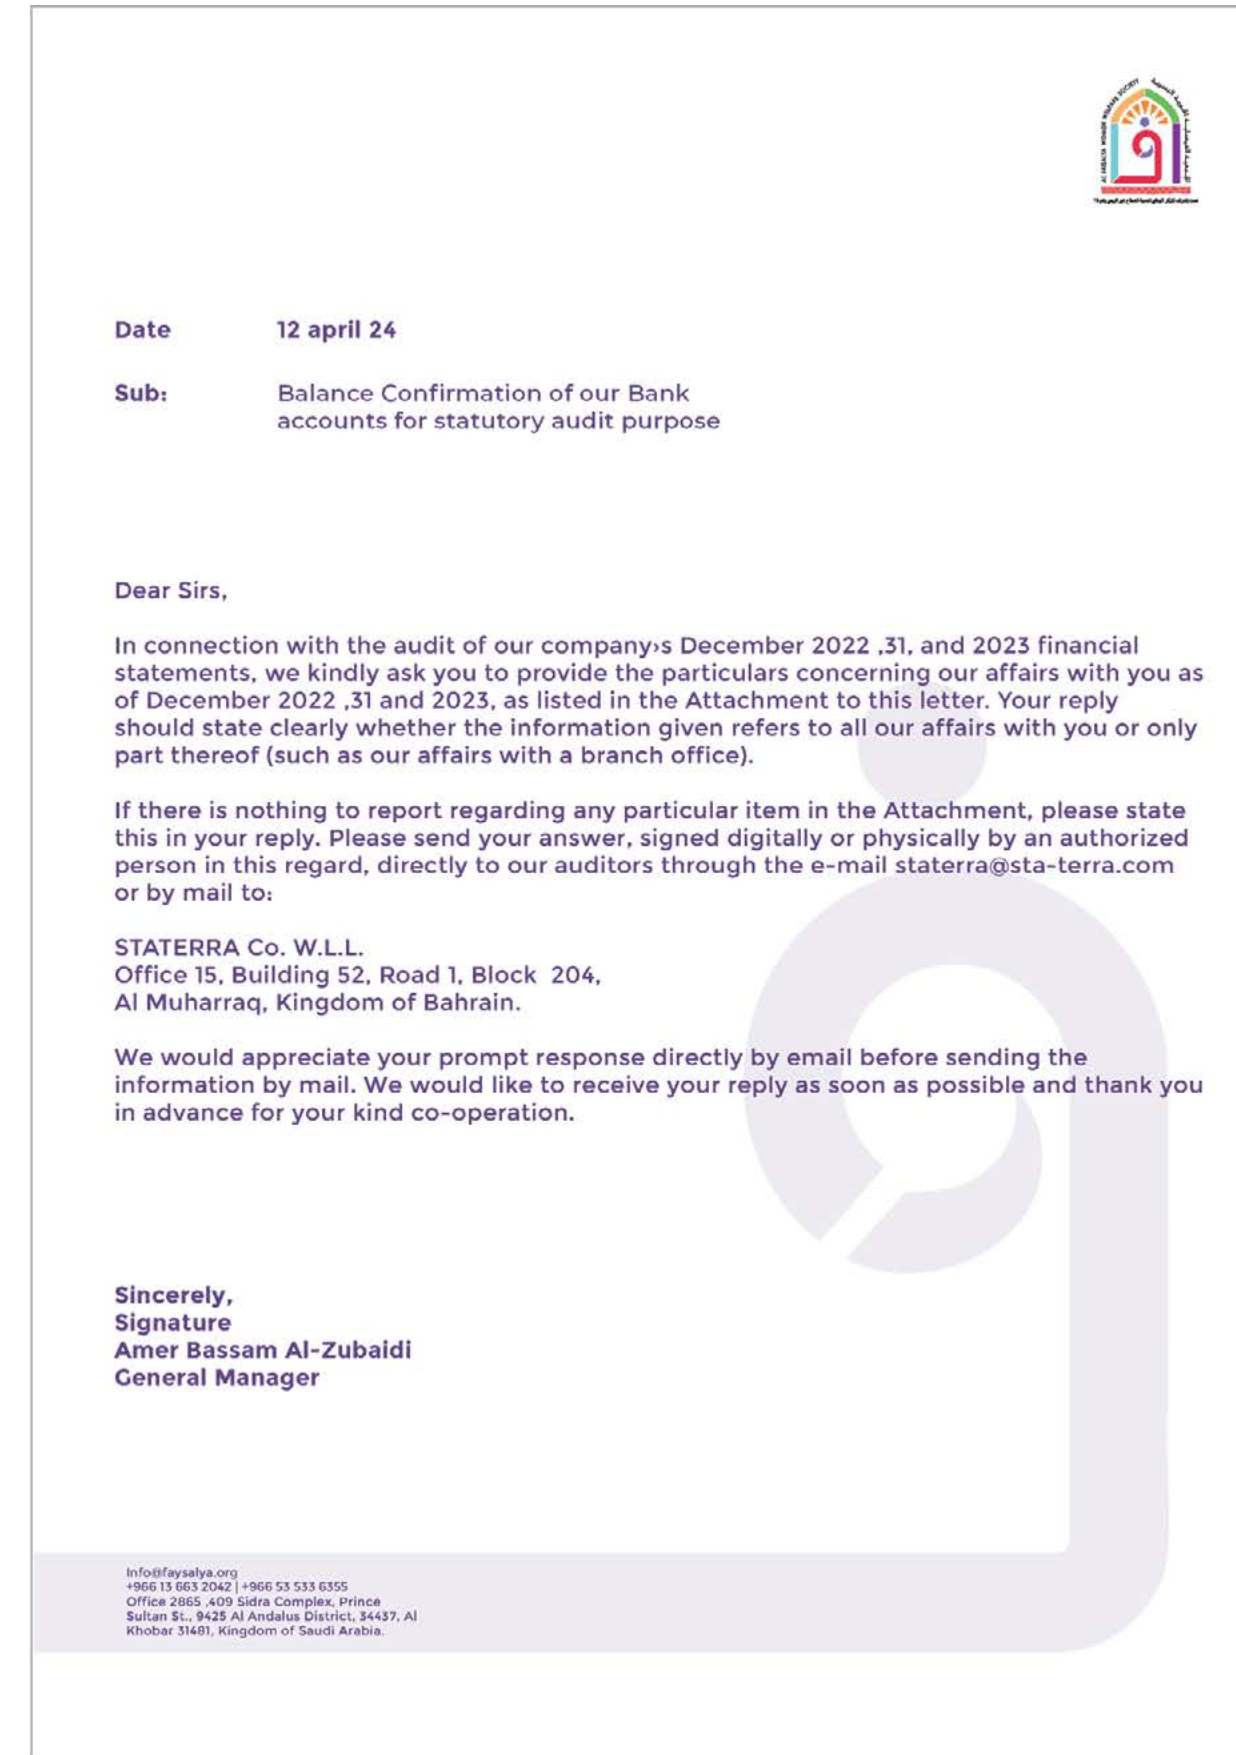 AL FAISALYA WOMEN WELFARE SOCIETY
Date 12 april 24
Sub: Balance Confirmation of our Bank
accounts for statutory audit purpose
Dear Sirs,
In connection with the audit of our company›s December 2022 ,31, and 2023 financial
statements, we kindly ask you to provide the particulars concerning our affairs with you as
of December 2022 ,31 and 2023, as listed in the Attachment to this letter. Your reply
should state clearly whether the information given refers to all our affairs with you or only
part thereof (such as our affairs with a branch office).
If there is nothing to report regarding any particular item in the Attachment, please state
this in your reply. Please send your answer, signed digitally or physically by an authorized
person in this regard, directly to our auditors through the e-mail staterra@sta-terra.com
or by mail to:
STATERRA Co. W.L.L.
Office 15, Building 52, Road 1, Block 204,
Al Muharraq, Kingdom of Bahrain.
We would appreciate your prompt response directly by email before sending the
information by mail. We would like to receive your reply as soon as possible and thank you
in advance for your kind co-operation.
Sincerely,
Signature
Amer Bassam Al-Zubaidi
General Manager
Info@faysalya.org
+966 13 663 2042 | +966 53 533 6355
Office 2865 ,409 Sidra Complex, Prince
Sultan St., 9425 Al Andalus District, 34437, Al
Khobar 31481, Kingdom of Saudi Arabia.